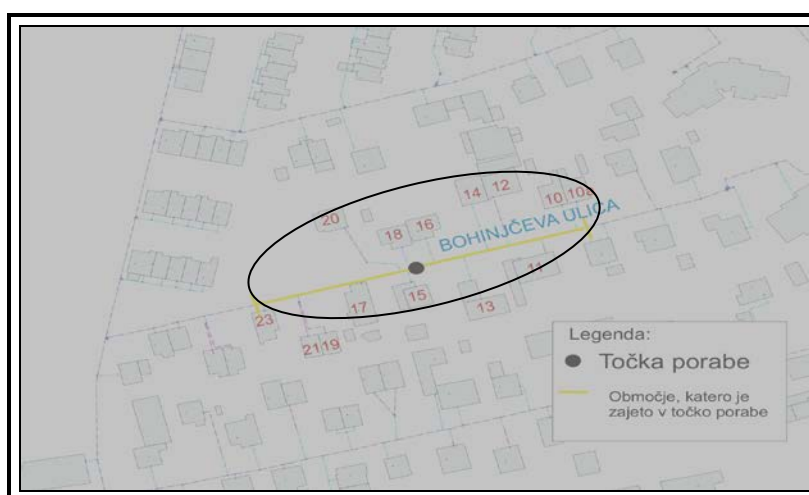 20
18
16
14
12
10
10a
BOHINJČEVA ULICA
23
21
19
17
15
13
11
Legenda:
Točka porabe
Območje, katero je
zajeto v točko porabe